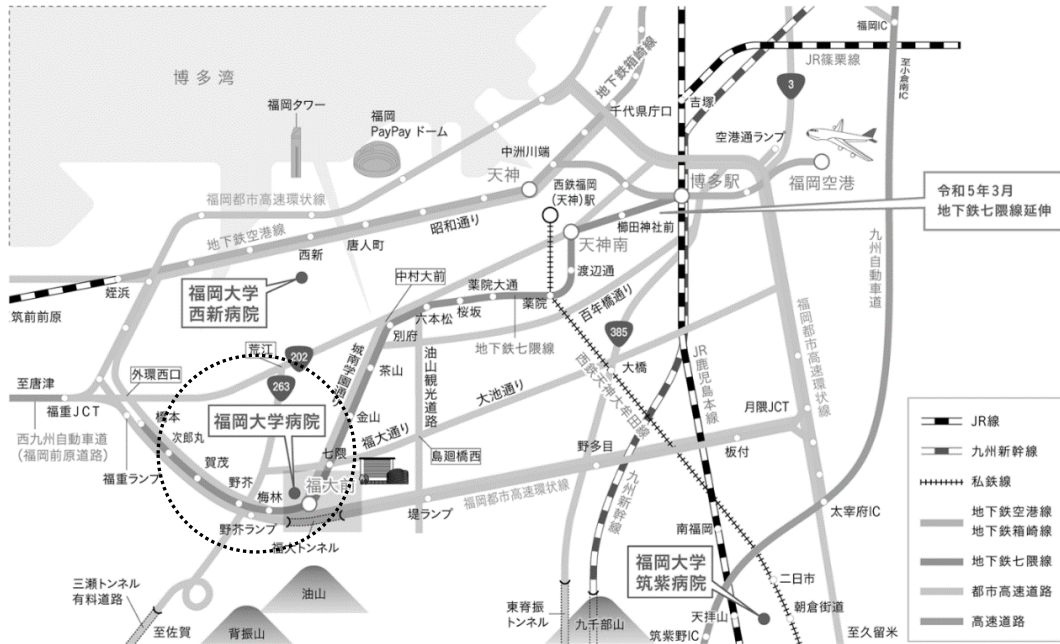 博多湾
福岡タワー
福岡
PayPay ドーム
地下鉄箱崎線
千代県庁口
吉塚
JR篠栗線
福岡IC
至小倉南IC
3
空港通ランプ
中洲川端
天神
博多駅
福岡空港
西鉄福岡
(天神)駅
櫛田神社前
令和5年3月
地下鉄七隈線延伸
福岡都市高速環状線
地下鉄空港線
昭和通り
唐人町
西新
天神南
渡辺通
九州自動車道
姪浜
筑前前原
福岡大学
西新病院
中村大前
薬院大通
薬院
桜坂
六本松
別府
百年橋通り
地下鉄七隈線
385
荒江
202
263
城南学園通り
茶山
油山観光道路
大池通り
大橋
西鉄天神大牟田線
JR鹿児島本線
福岡都市高速環状線
外環西口
至唐津
福重JCT
橋本
西九州自動車道
(福岡前原道路)
次郎丸
福岡大学病院
金山
福大通り
七隈
島廻橋西
月隈JCT
野多目
板付
賀茂
福重ランプ
野芥
梅林
福大前
野芥ランプ
福大トンネル
堤ランプ
福岡都市高速環状線
九州新幹線
南福岡
太宰府IC
三瀬トンネル
有料道路
至佐賀
油山
背振山
東脊振
トンネル
九千部山
福岡大学
筑紫病院
二日市
朝倉街道
天拝山
筑紫野IC
至久留米
JR線
九州新幹線
私鉄線
地下鉄空港線
地下鉄箱崎線
地下鉄七隈線
都市高速道路
高速道路